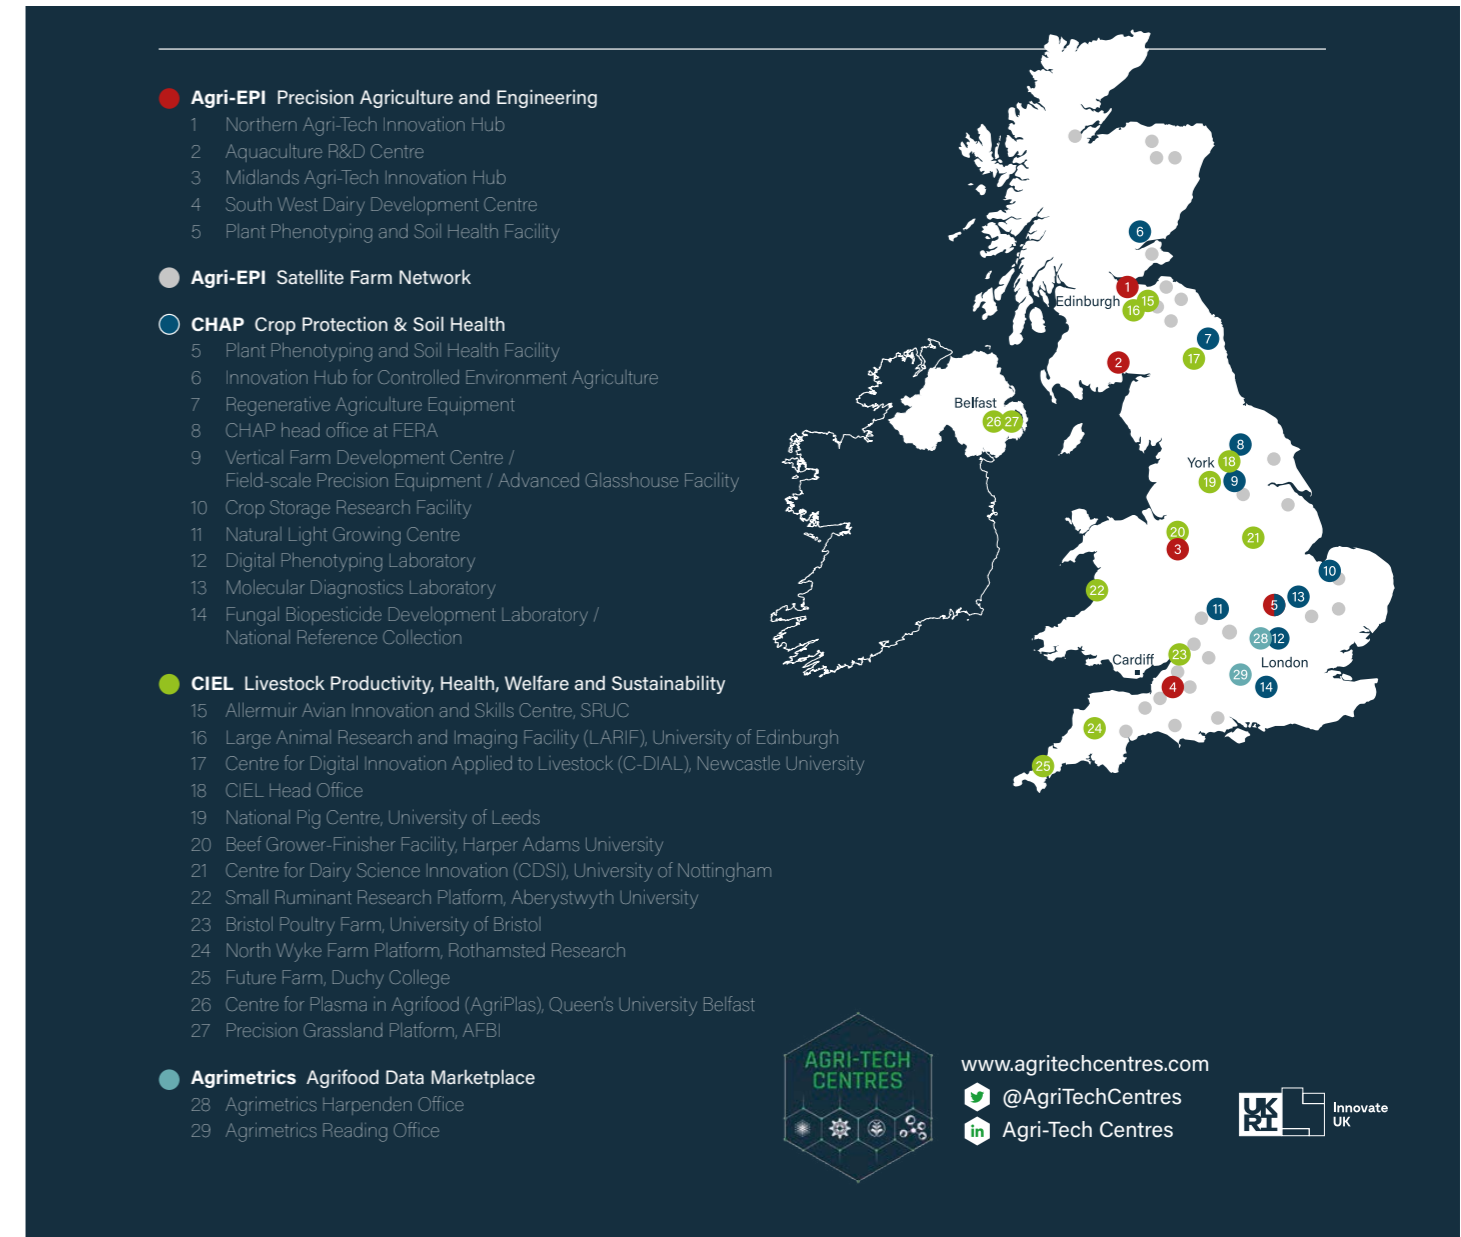 Agri-EPI Precision Agriculture and Engineering
1 Northern Agri-Tech Innovation Hub
2 Aquaculture R&D Centre
3 Midlands Agri-Tech Innovation Hub
4 South West Dairy Development Centre
5 Plant Phenotyping and Soil Health Facility
Agri-EPI Satellite Farm Network
CHAP Crop Protection & Soil Health
5 Plant Phenotyping and Soil Health Facility
6 Innovation Hub for Controlled Environment Agriculture
7 Regenerative Agriculture Equipment
8 CHAP head office at FERA
9 Vertical Farm Development Centre /
Field-scale Precision Equipment / Advanced Glasshouse Facility
10 Crop Storage Research Facility
11 Natural Light Growing Centre
12 Digital Phenotyping Laboratory
13 Molecular Diagnostics Laboratory
14 Fungal Biopesticide Development Laboratory /
National Reference Collection
CIEL Livestock Productivity, Health, Welfare and Sustainability
15 Allermuir Avian Innovation and Skills Centre, SRUC
16 Large Animal Research and Imaging Facility (LARIF), University of Edinburgh
17 Centre for Digital Innovation Applied to Livestock (C-DIAL), Newcastle University
18 CIEL Head Office
19 National Pig Centre, University of Leeds
20 Beef Grower-Finisher Facility, Harper Adams University
21 Centre for Dairy Science Innovation (CDSI), University of Nottingham
22 Small Ruminant Research Platform, Aberystwyth University
23 Bristol Poultry Farm, University of Bristol
24 North Wyke Farm Platform, Rothamsted Research
25 Future Farm, Duchy College
26 Centre for Plasma in Agrifood (AgriPlas), Queen's University Belfast
27 Precision Grassland Platform, AFBI
Agrimetrics Agrifood Data Marketplace
28 Agrimetrics Harpenden Office
29 Agrimetrics Reading Office
6
1
Edinburgh 15
16
7
17
2
Belfast
26 27
8
York 18
19 9
20
21
3
10
22
13
5
11
28 12
23
Cardiff
London
29
4
14
24
25
AGRI-TECH
CENTRES
www.agritechcentres.com
@AgriTechCentres
in Agri-Tech Centres
UK
RI
Innovate
UK